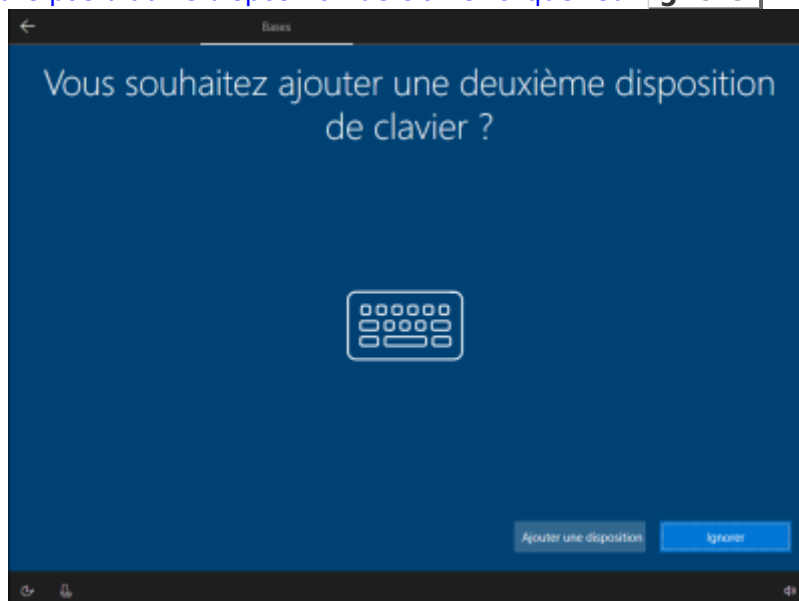 Bases
Vous souhaitez ajouter une deuxième disposition
de clavier ?
Ajouter une disposition
Ignorer